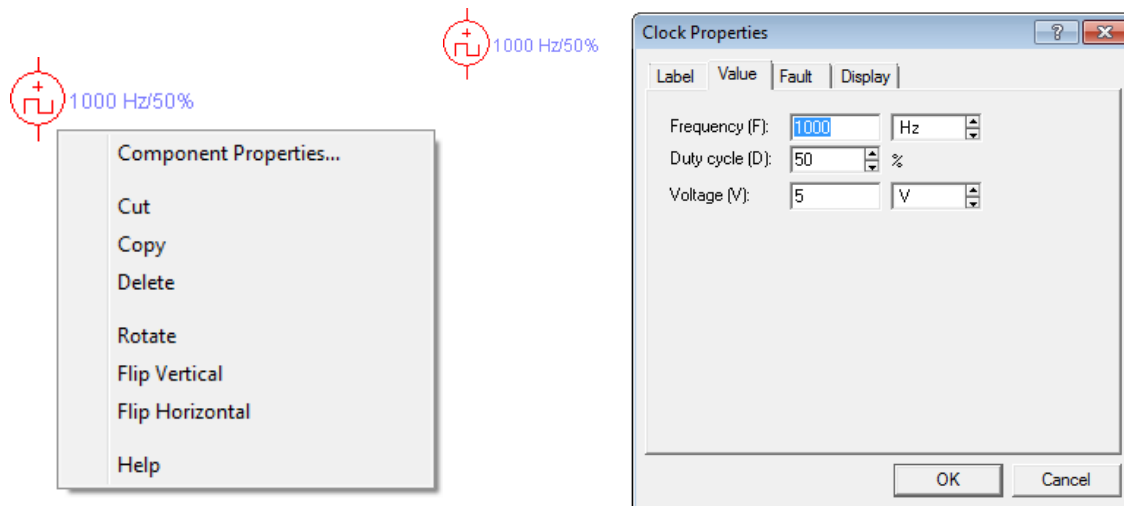 1000 Hz/50%
Component Properties...
Cut
Copy
Delete
Rotate
Flip Vertical
Flip Horizontal
Help
1000 Hz/50%
Clock Properties
Label Value Fault Display
Frequency (F): 1000 Hz
Duty cycle (D): 50 %
Voltage (V): 5 V
OK Cancel